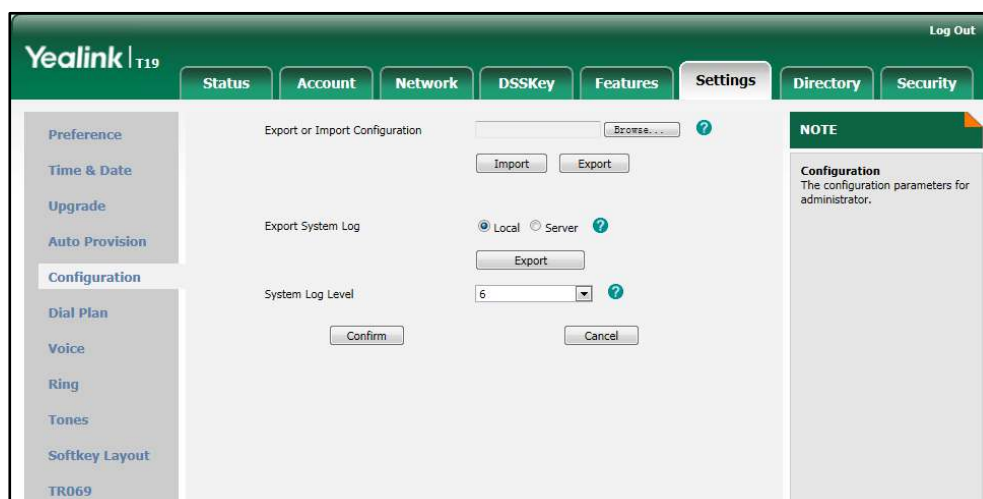 Log Out
Yealink T19
Status Account Network DSSKey Features Settings Directory Security
Preference
Time & Date
Upgrade
Auto Provision
Configuration
Dial Plan
Voice
Ring
Tones
Softkey Layout
TR069
Export or Import Configuration Browse... ?
Import Export
Export System Log Local Server ?
Export
System Log Level 6 ?
Confirm Cancel
NOTE
Configuration
The configuration parameters for
administrator.